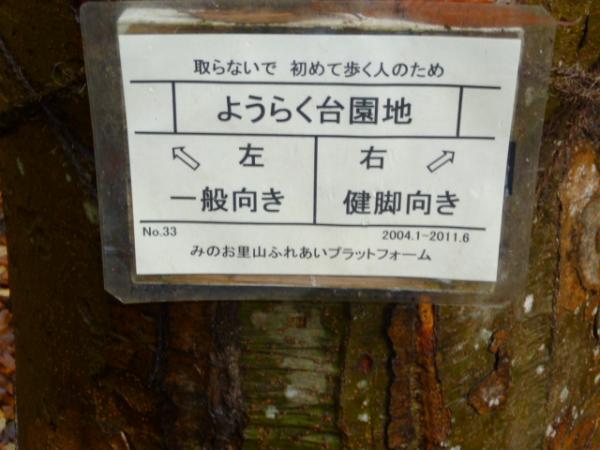 取らないで 初めて歩く人のため
ようらく台園地
左 右
一般向き 健脚向き
No.33 2004.1-2011.6
みのお里山ふれあいプラットフォーム